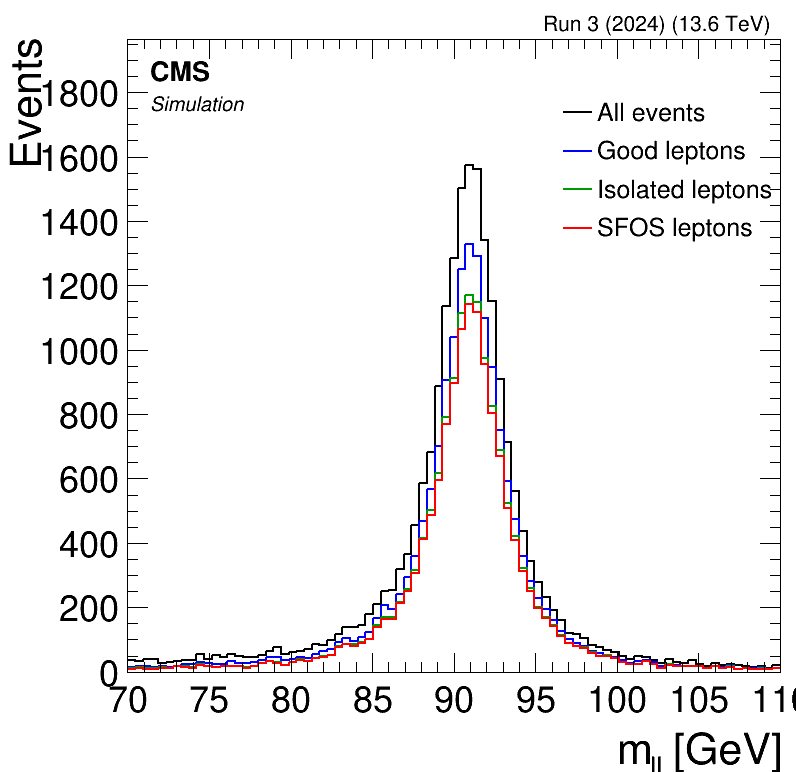 Run 3 (2024) (13.6 TeV)
CMS
Simulation
Events
1800
1600
1400
1200
1000
800
600
400
200
0
All events
Good leptons
Isolated leptons
SFOS leptons
70 75 80 85 90 95 100 105 110
m_ll [GeV]